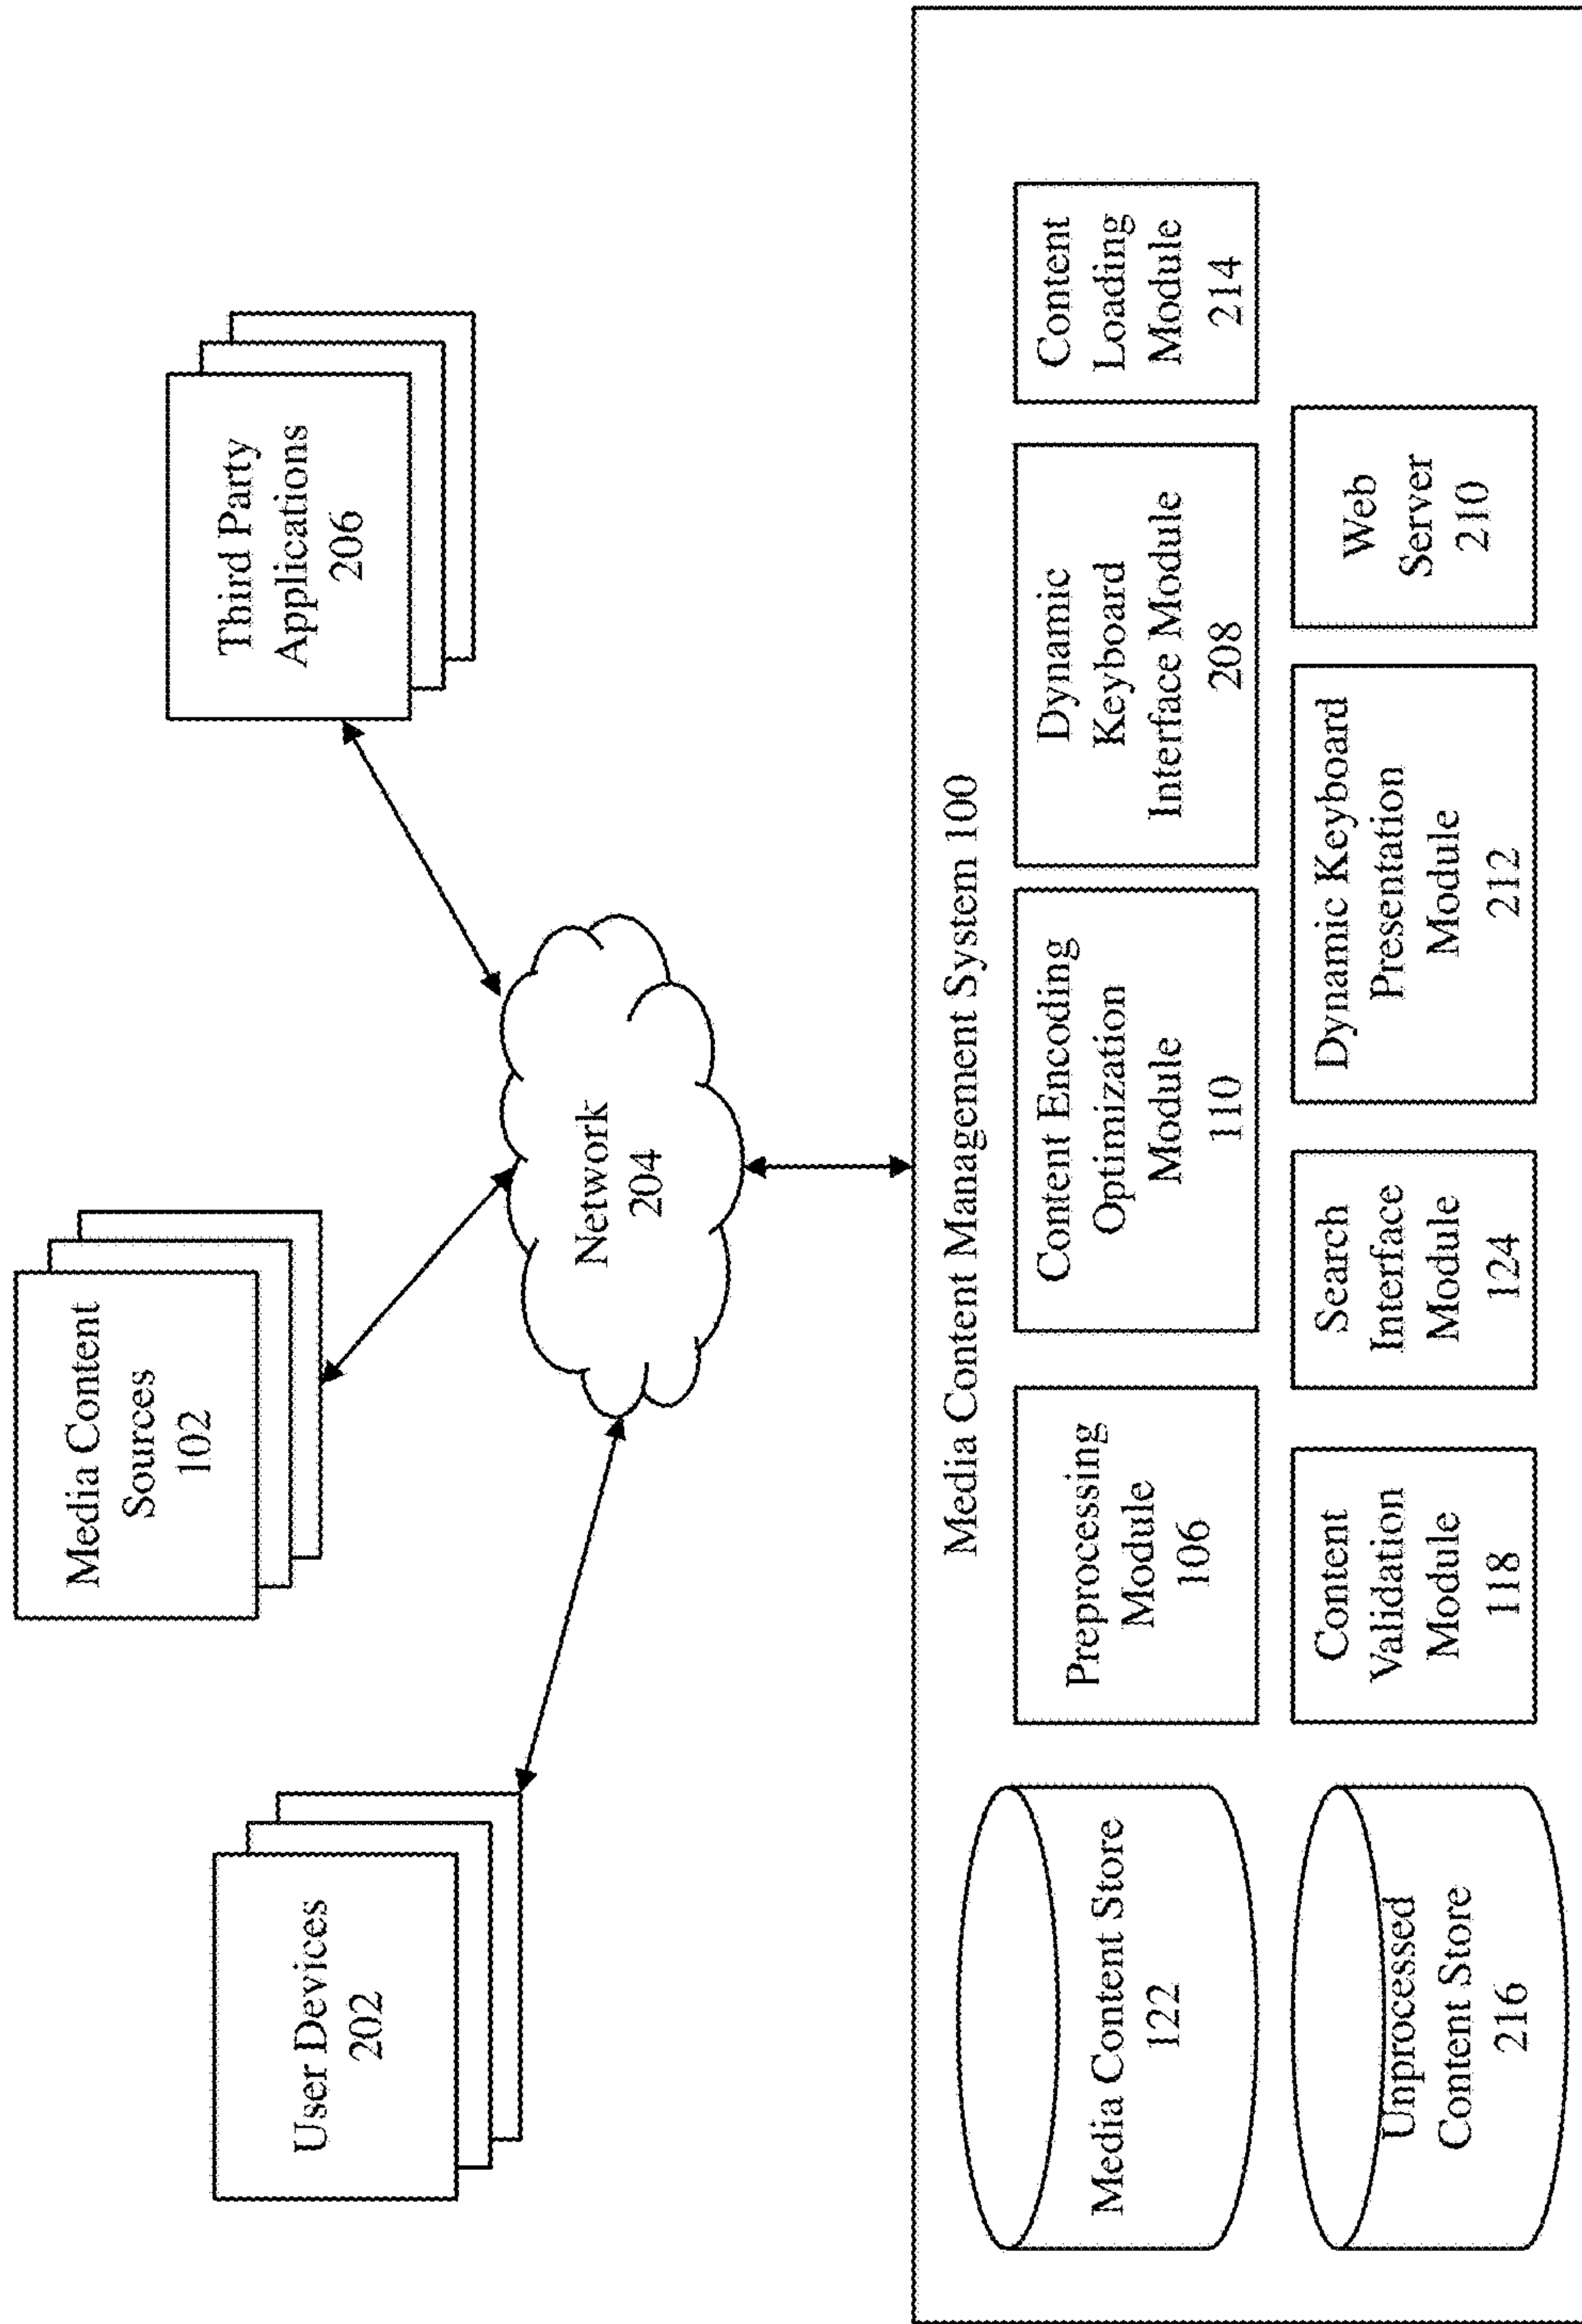 User Devices
202
Media Content
Sources
102
Third Party
Applications
206
Network
204
Media Content Management System 100
Media Content Store
122
Preprocessing
Module
106
Content Encoding
Optimization
Module
110
Dynamic
Keyboard
Interface Module
208
Content
Loading
Module
214
Unprocessed
Content Store
216
Content
Validation
Module
118
Search
Interface
Module
124
Dynamic Keyboard
Presentation
Module
212
Web
Server
210